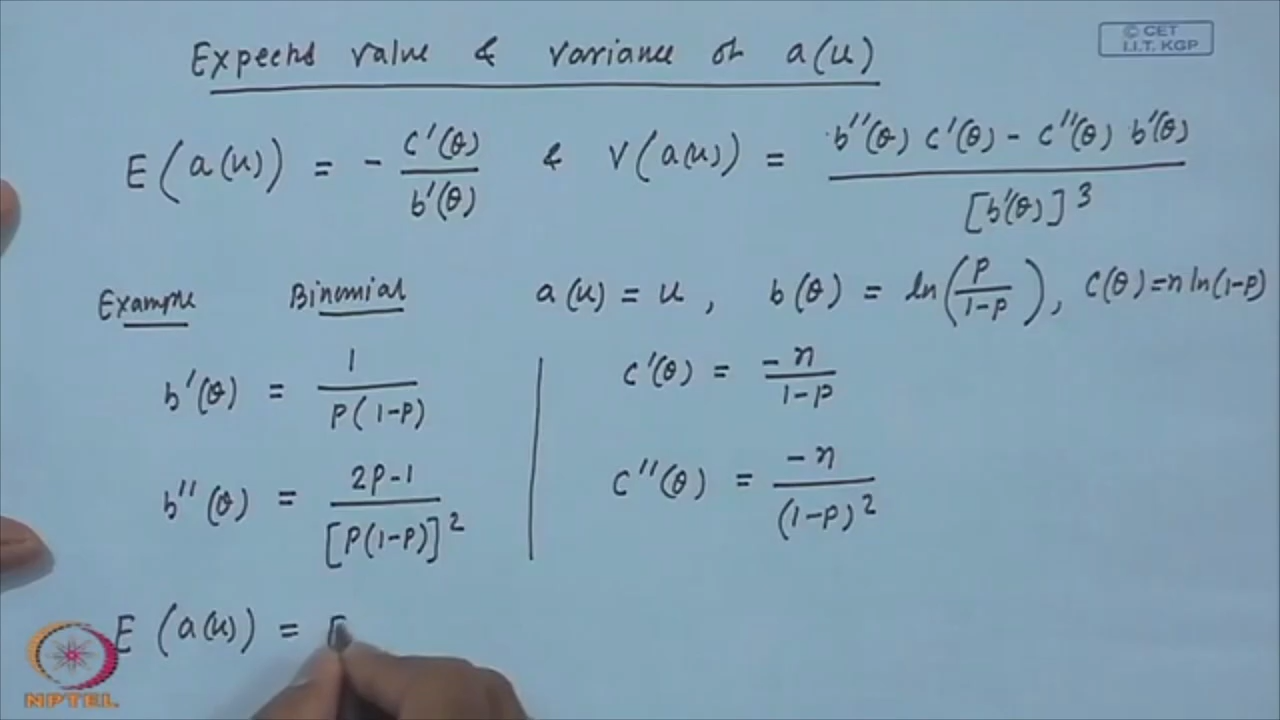 Expects value & variance of a(u)
© CET
I.I.T. KGP
E(a(u)) = - c'(θ)/b'(θ) & V(a(u)) = b''(θ) c'(θ) - c''(θ) b'(θ) / [b'(θ)]^3
Example Binomial a(u) = u, b(θ) = ln(p/1-p), c(θ)=n ln(1-p)
b'(θ) = 1/p(1-p) c'(θ) = -n/1-p
b''(θ) = 2p-1/[p(1-p)]^2 c''(θ) = -n/(1-p)^2
E(a(u)) =
NPTEL